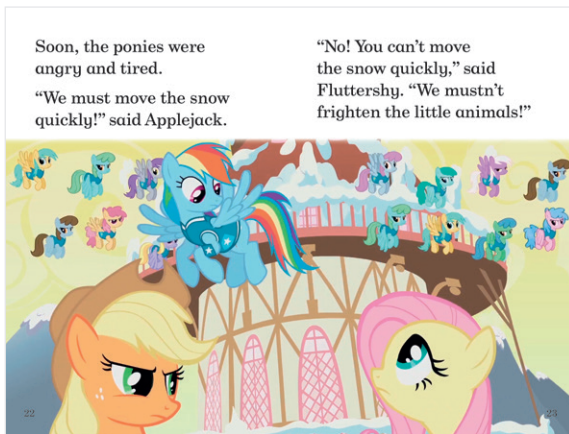 Soon, the ponies were
angry and tired.
“We must move the snow
quickly!” said Applejack.
“No! You can’t move
the snow quickly,” said
Fluttershy. “We mustn’t
frighten the little animals!”
22
23